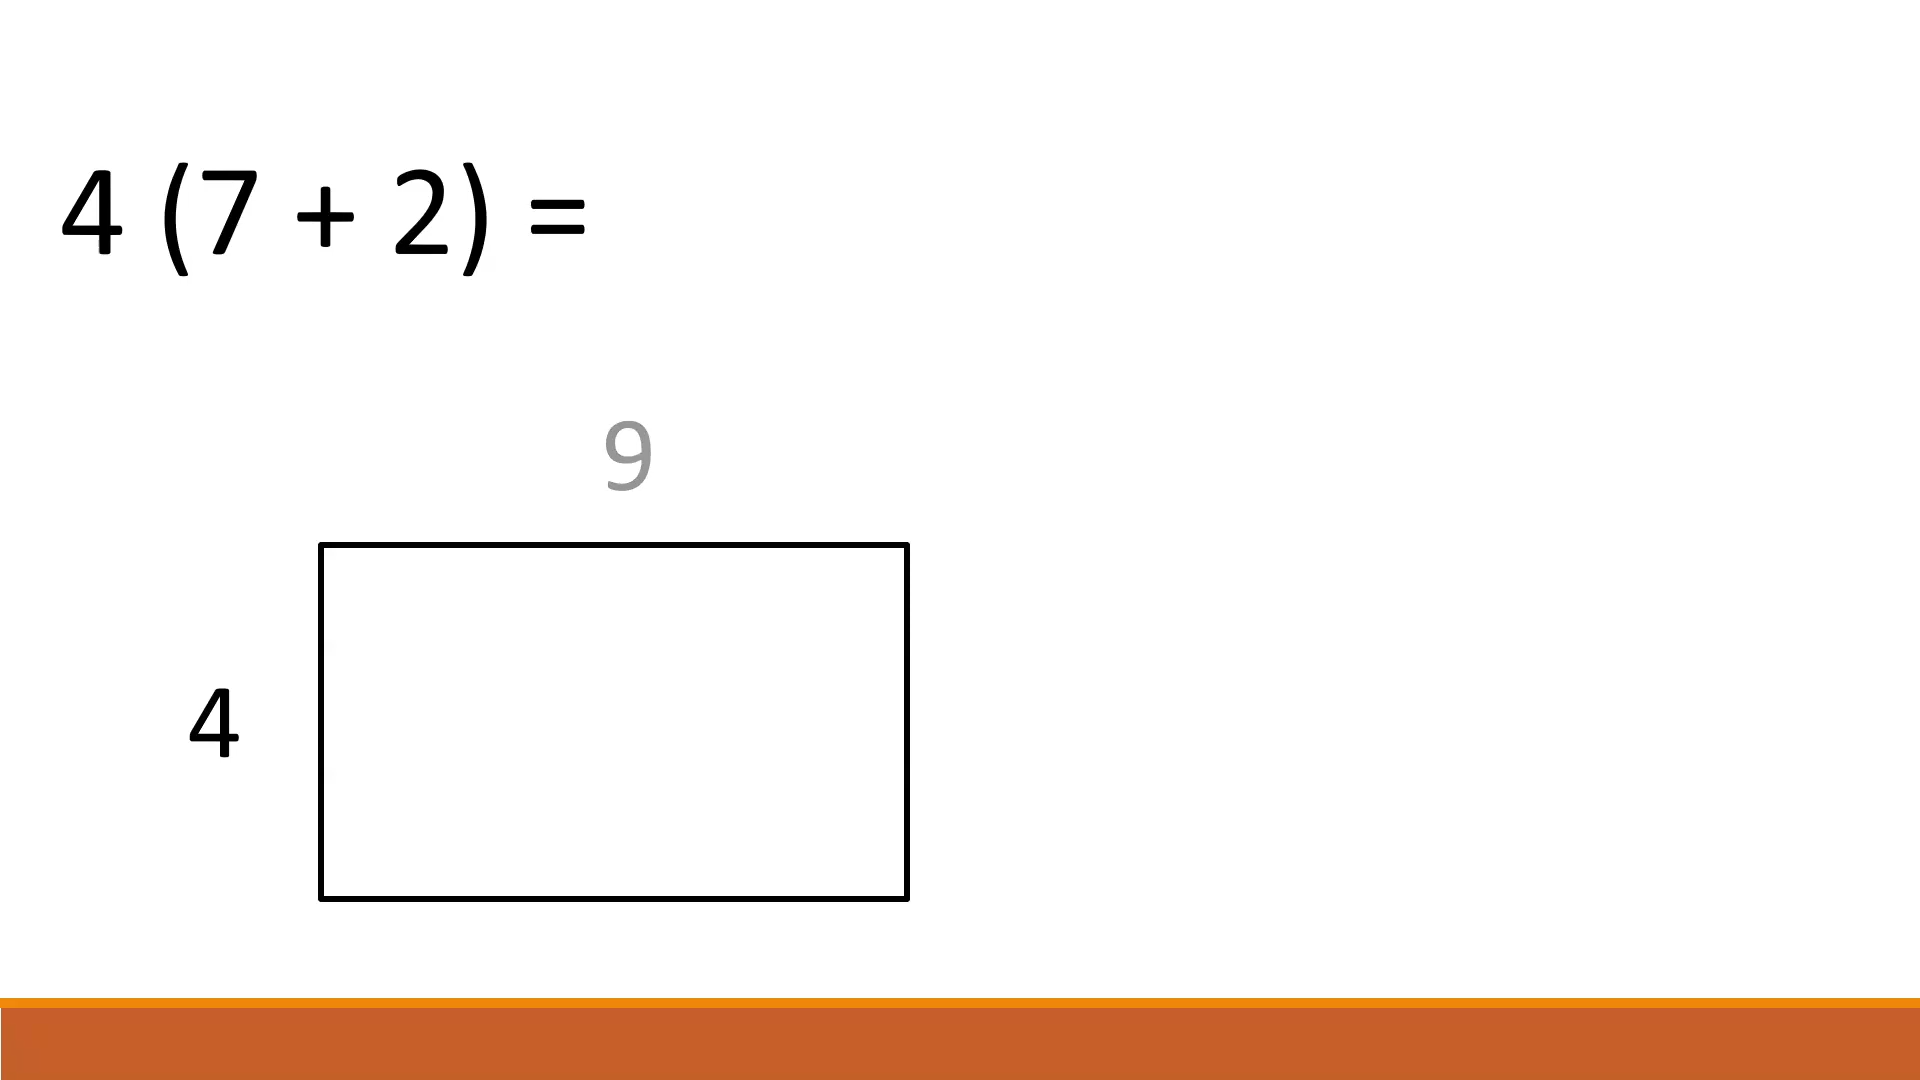 4 (7 + 2) =
9
4